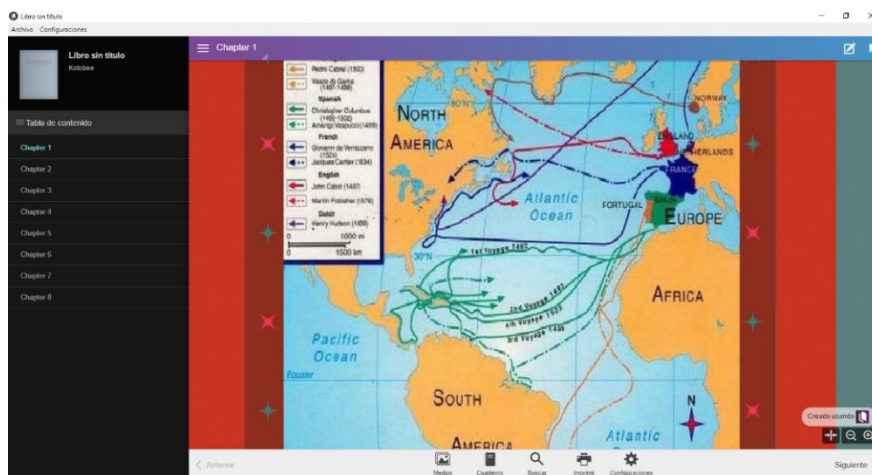 Libro sin título
Archivo Configuraciones
Libro sin título
Kotobee
Tabla de contenido
Chapter 1
Chapter 2
Chapter 3
Chapter 4
Chapter 5
Chapter 6
Chapter 7
Chapter 8
Chapter 1
Pedro Cabral (1500)
Vasco da Gama
(1497-1498)
Spanish
Christopher Columbus
(1492-1502)
Amerigo Vespucci (1499)
French
Giovanni da Verrazano
(1524)
Jacques Cartier (1534)
English
John Cabot (1497)
Martin Frobisher (1576)
Dutch
Henry Hudson (1609)
0 1000 mi
0 1500 km
NORTH
AMERICA
60°N
NORWAY
ENGLAND
NETHERLANDS
FRANCE
PORTUGAL
SPAIN
EUROPE
Atlantic
Ocean
30°N
1st Voyage 1492
2nd Voyage 1493
4th Voyage 1502
3rd Voyage 1498
AFRICA
Pacific
Ocean
Equator
SOUTH
AMERICA
Atlantic
N
Creado usando
Anterior
Medios
Cuaderno
Buscar
Imprimir
Configuraciones
Siguiente